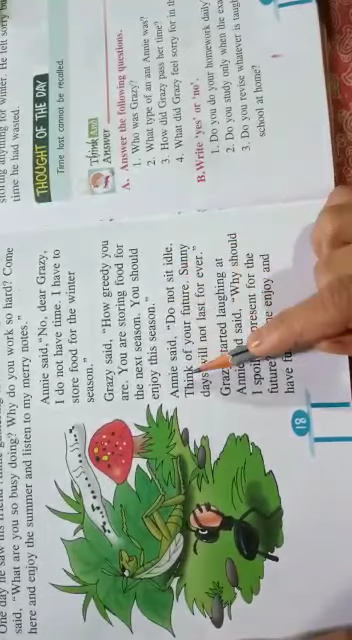 One day he saw his friend Annie
said, "What are you so busy doing? Why do you work so hard? Come
here and enjoy the summer and listen to my merry notes."
Annie said, "No, dear Grazy,
I do not have time. I have to
store food for the winter
season."
Grazy said, "How greedy you
are. You are storing food for
the next season. You should
enjoy this season."
Annie said, "Do not sit idle.
Think of your future. Sunny
days will not last for ever."
Grazy started laughing at
Annie and said, "Why should
I spoil present for the
future? enjoy and
have
18
storing anything for winter. He felt sorry
time he had wasted.
THOUGHT OF THE DAY
Time lost cannot be recalled.
Think And
Answer
A. Answer the following questions.
1. Who was Grazy?
2. What type of an ant Annie was?
3. How did Grazy pass her time?
4. What did Grazy feel sorry for in
B. Write 'yes' or 'no'.
1. Do you do your homework daily
2. Do you study only when the
3. Do you revise whatever is
school at home?